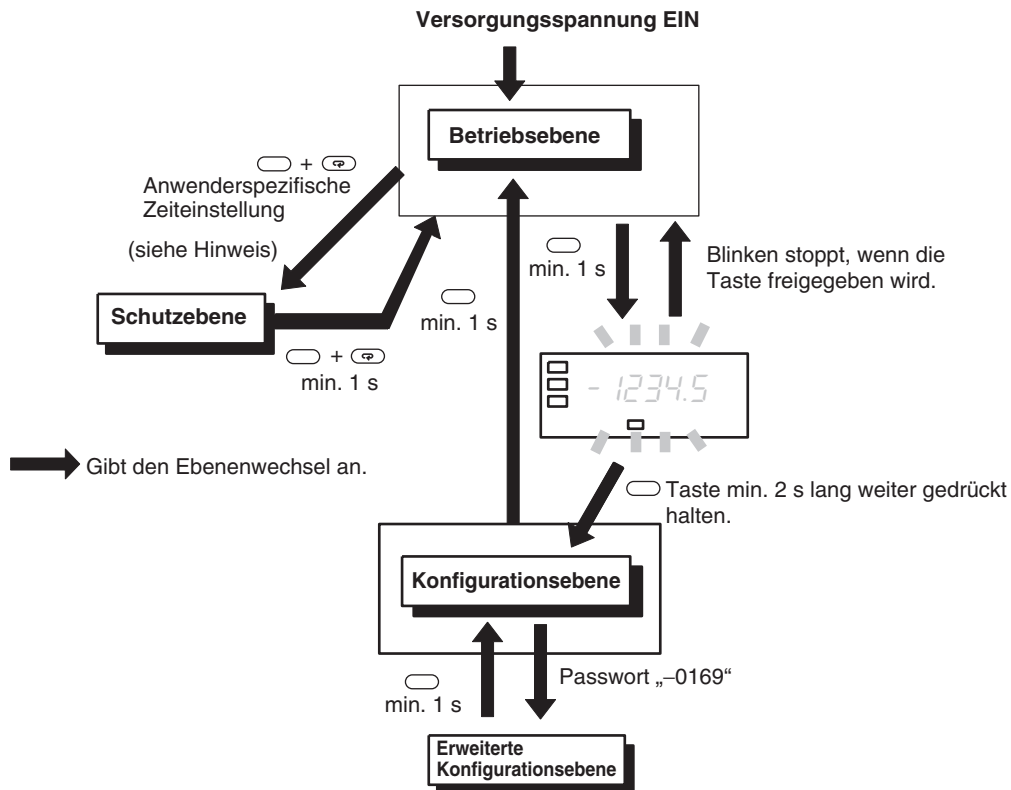 Versorgungsspannung EIN
Betriebsebene
+
Anwenderspezifische
Zeiteinstellung
(siehe Hinweis)
min. 1 s
Blinken stoppt, wenn die
Taste freigegeben wird.
Schutzebene
min. 1 s
+
min. 1 s
-1234.5
Gibt den Ebenenwechsel an.
Taste min. 2 s lang weiter gedrückt
halten.
Konfigurationsebene
min. 1 s
Passwort „–0169“
Erweiterte
Konfigurationsebene